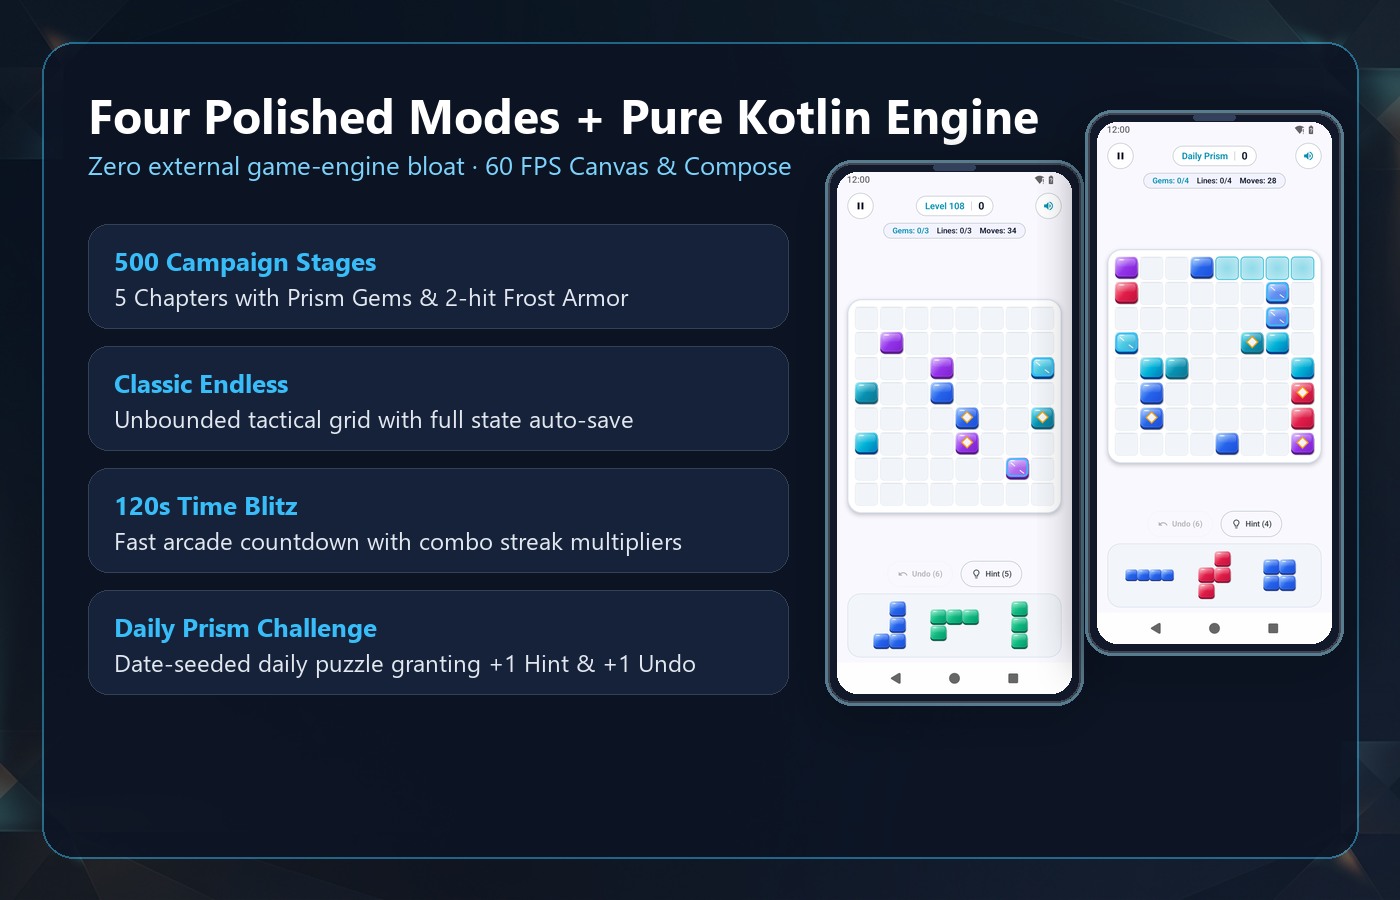 Four Polished Modes + Pure Kotlin Engine
Zero external game-engine bloat · 60 FPS Canvas & Compose
500 Campaign Stages
5 Chapters with Prism Gems & 2-hit Frost Armor
Classic Endless
Unbounded tactical grid with full state auto-save
120s Time Blitz
Fast arcade countdown with combo streak multipliers
Daily Prism Challenge
Date-seeded daily puzzle granting +1 Hint & +1 Undo
12:00
Level 108 0
Gems: 0/3 Lines: 0/3 Moves: 34
Undo (6) Hint (5)
12:00
Daily Prism 0
Gems: 0/4 Lines: 0/4 Moves: 28
Undo (6) Hint (4)